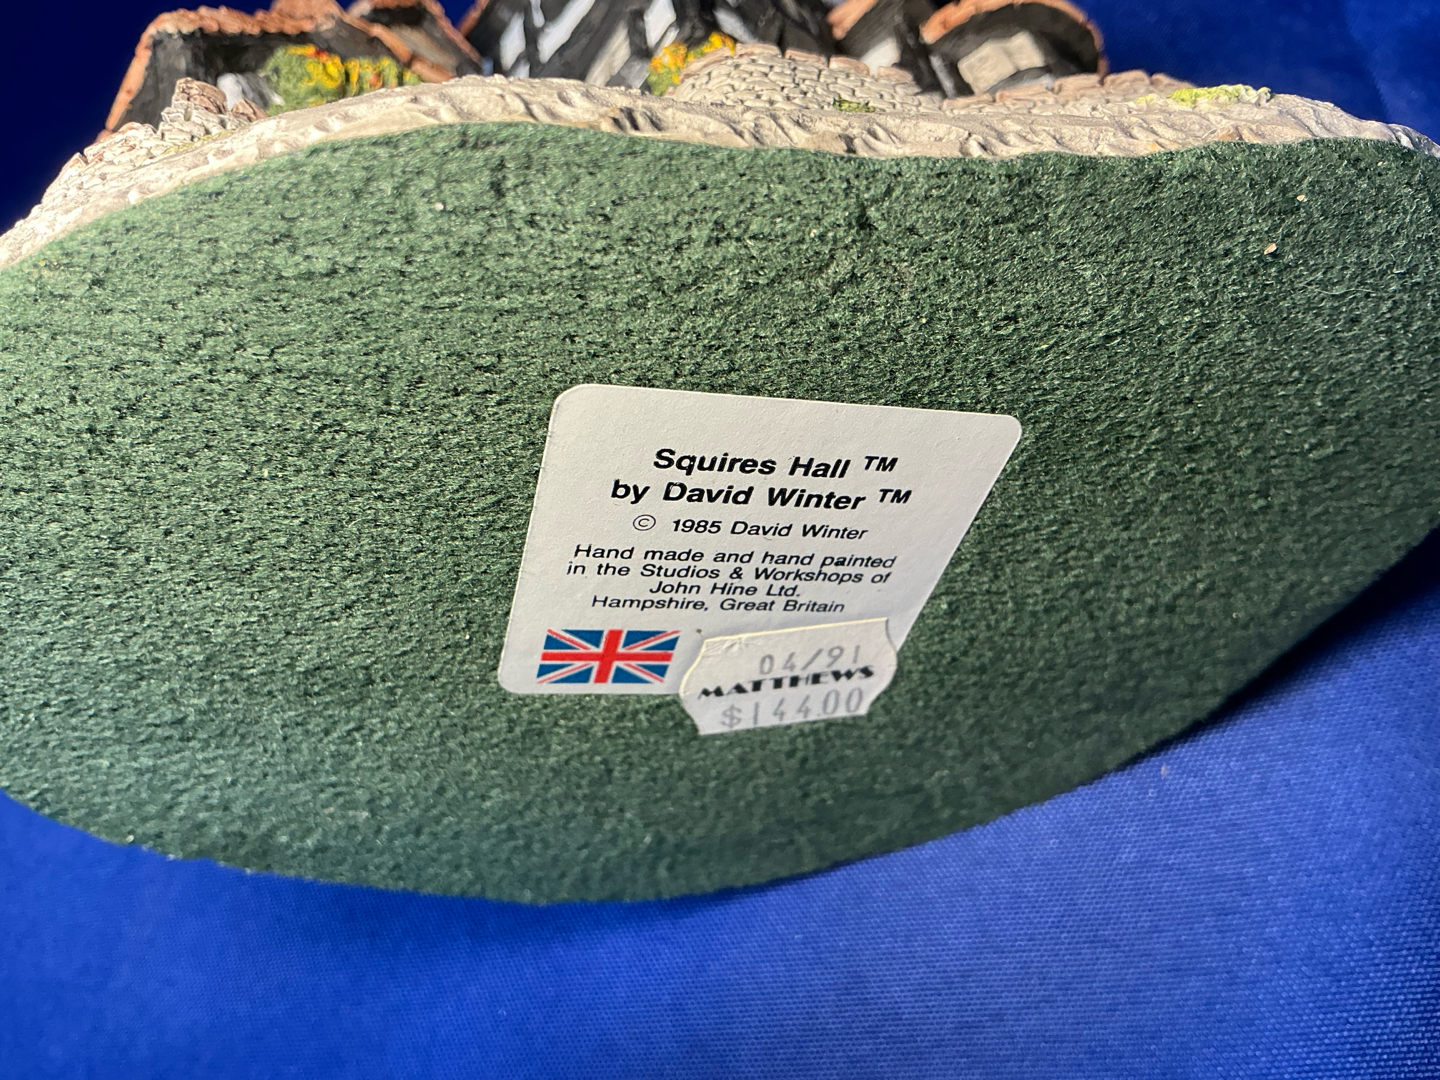 Squires Hall ™
by David Winter ™
© 1985 David Winter
Hand made and hand painted
in the Studios & Workshops of
John Hine Ltd.
Hampshire, Great Britain
04/91
MATTHEWS
$144.00